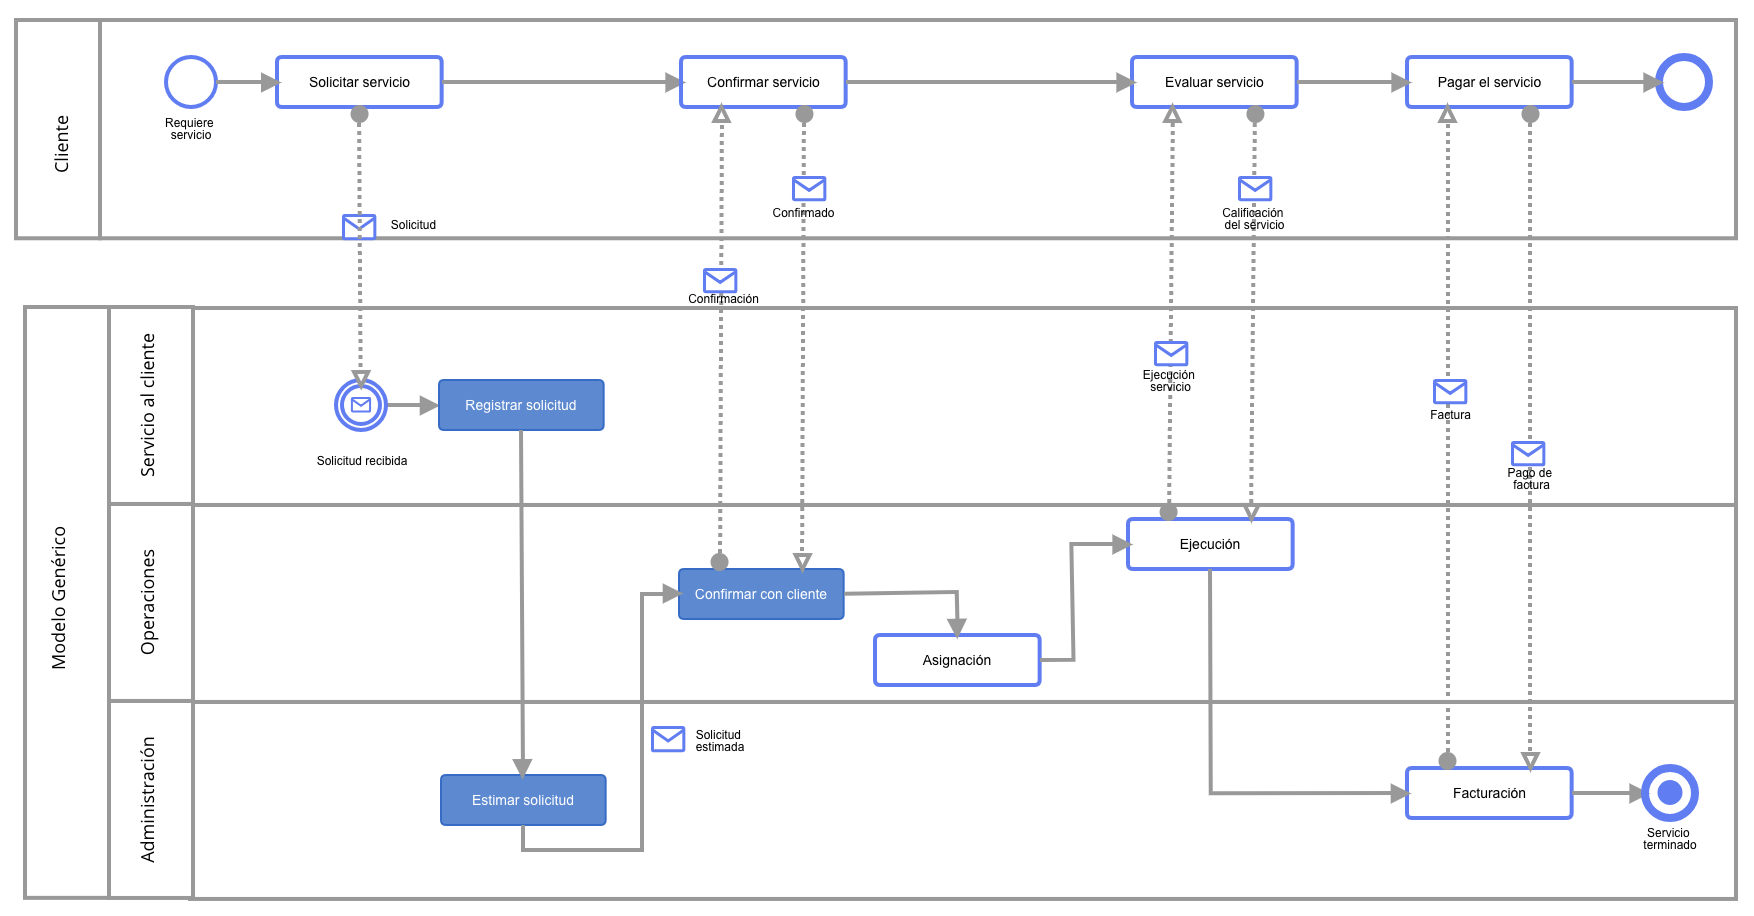 Cliente
Solicitar servicio
Confirmar servicio
Evaluar servicio
Pagar el servicio
Requiere
servicio
Solicitud
Confirmado
Calificación
del servicio
Confirmación
Modelo Genérico
Servicio al cliente
Ejecución
servicio
Registrar solicitud
Factura
Solicitud recibida
Pago de
factura
Operaciones
Ejecución
Confirmar con cliente
Asignación
Administración
Solicitud
estimada
Estimar solicitud
Facturación
Servicio
terminado